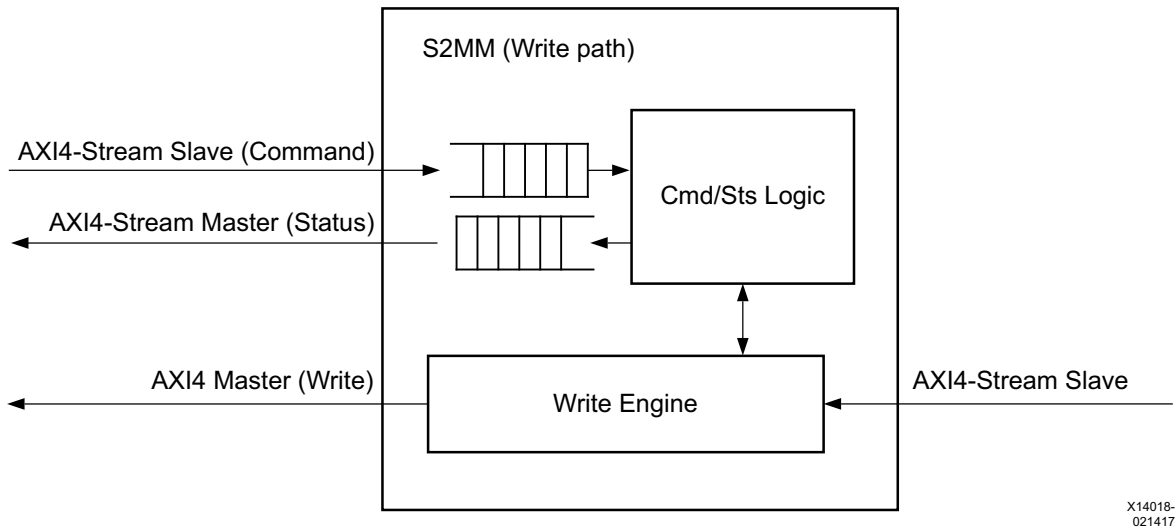 S2MM (Write path)
AXI4-Stream Slave (Command)
Cmd/Sts Logic
AXI4-Stream Master (Status)
AXI4 Master (Write)
AXI4-Stream Slave
Write Engine
X14018-
021417